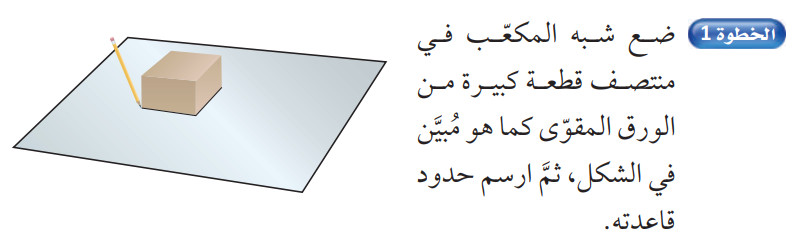 الخطوة 1
ضع شبه المكعّب في
منتصف قطعة كبيرة من
الورق المقوّى كما هو مُبيَّن
في الشكل، ثمَّ ارسم حدود
قاعدته.